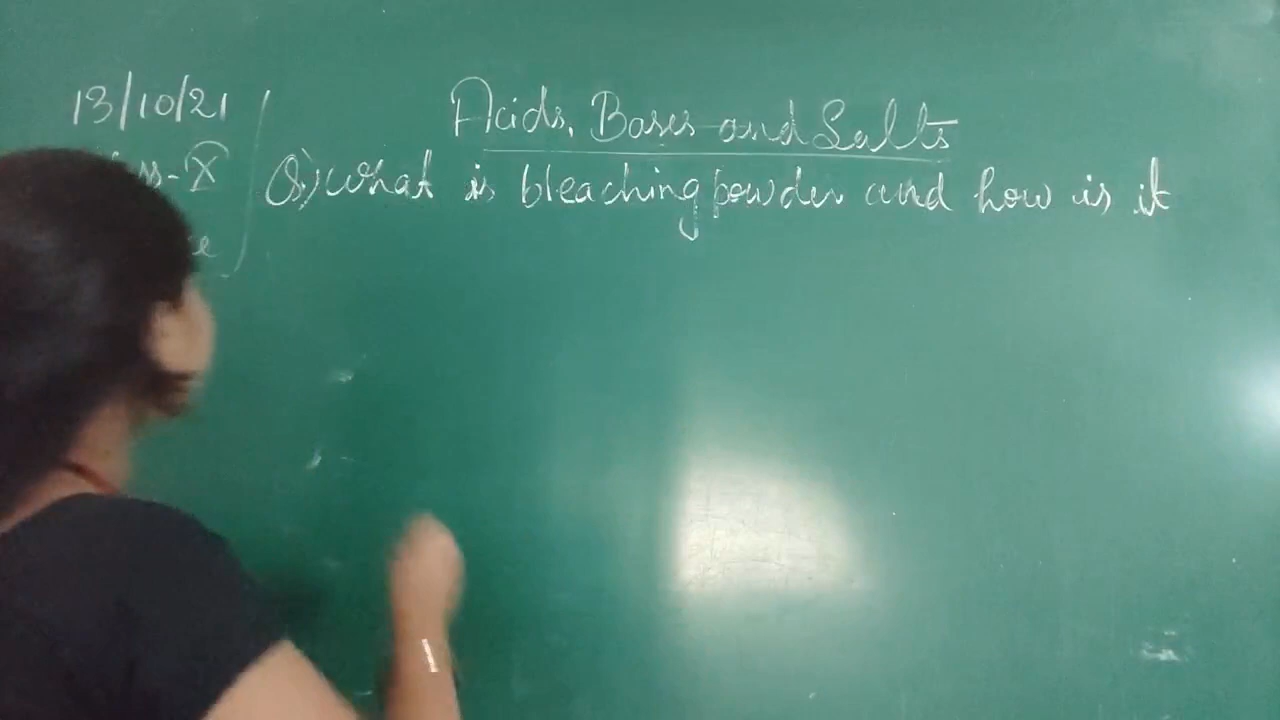 13/10/21
Acids, Bases and Salts
X
Q) what is bleaching powder and how is it